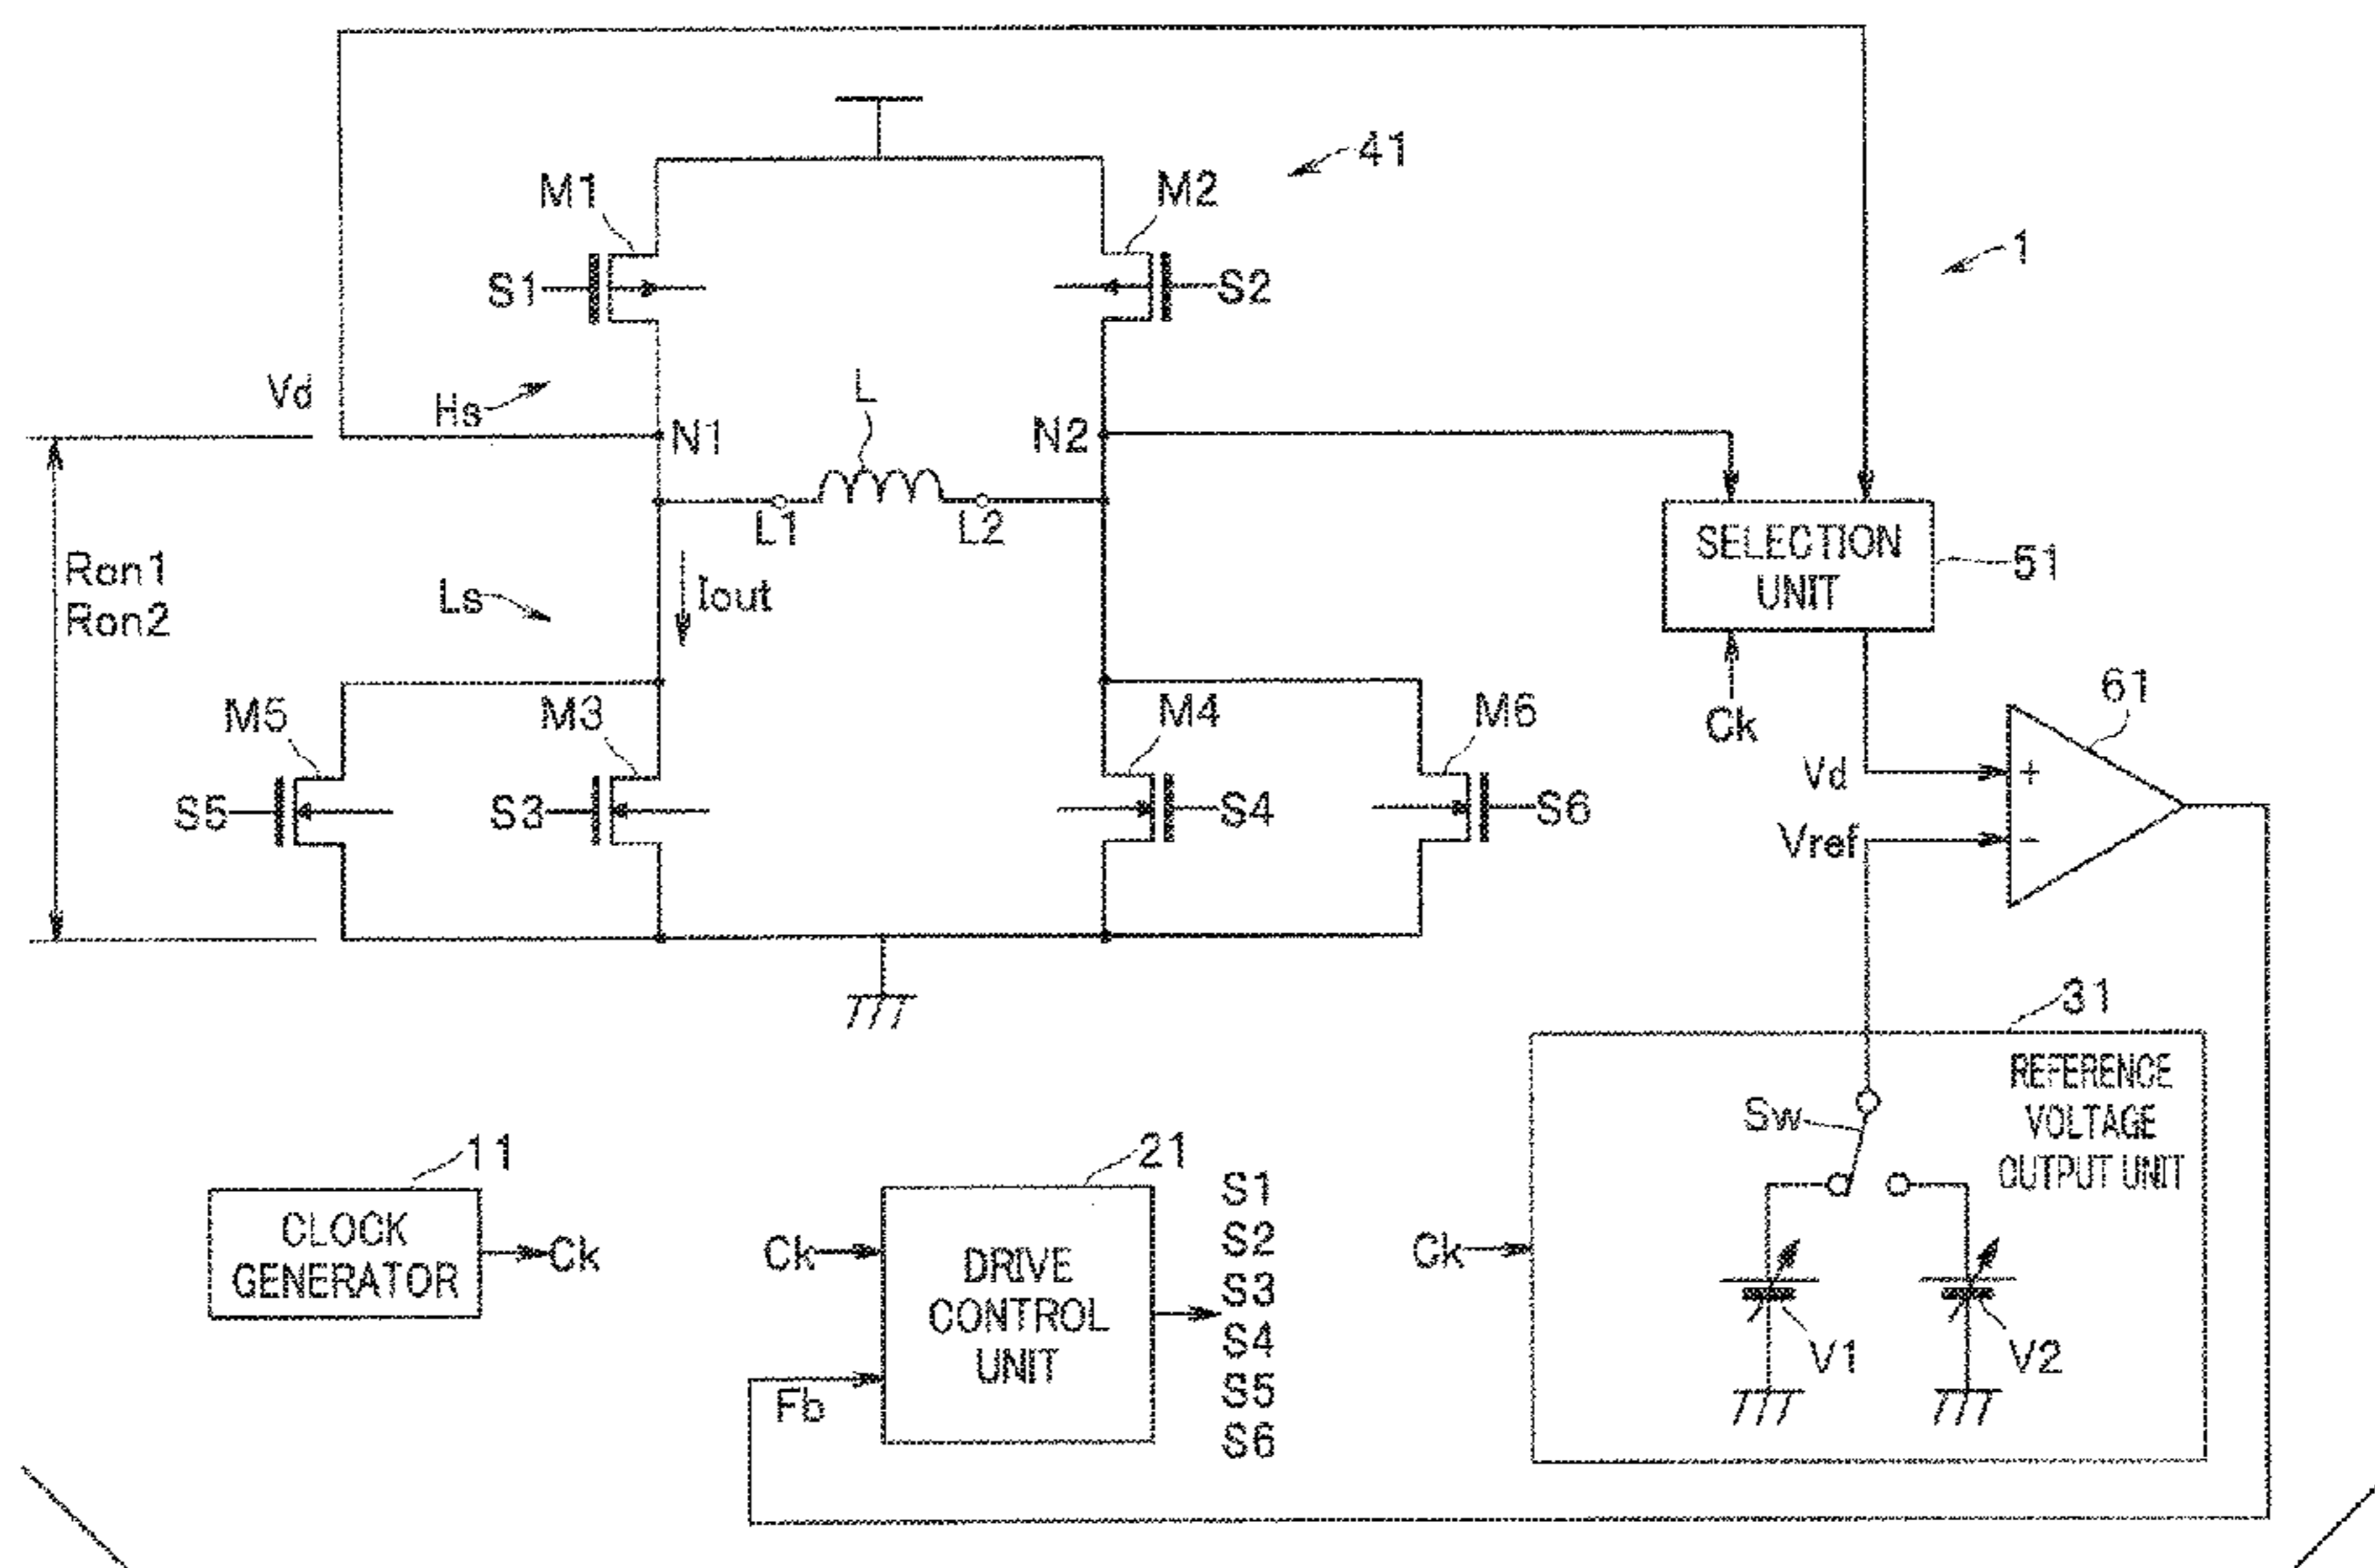 41
M1
M2
1
S1
S2
Vd
Hs
L
N1
N2
L1
L2
SELECTION
UNIT
51
Ron1
Ron2
Ls
Iout
Ck
61
M5
M3
M4
M6
Vd
+
S5
S3
S4
S6
Vref
−
31
REFERENCE
VOLTAGE
OUTPUT UNIT
Sw
11
21
CLOCK
GENERATOR
Ck
Ck
DRIVE
CONTROL
UNIT
Fb
S1
S2
S3
S4
S5
S6
Ck
V1
V2